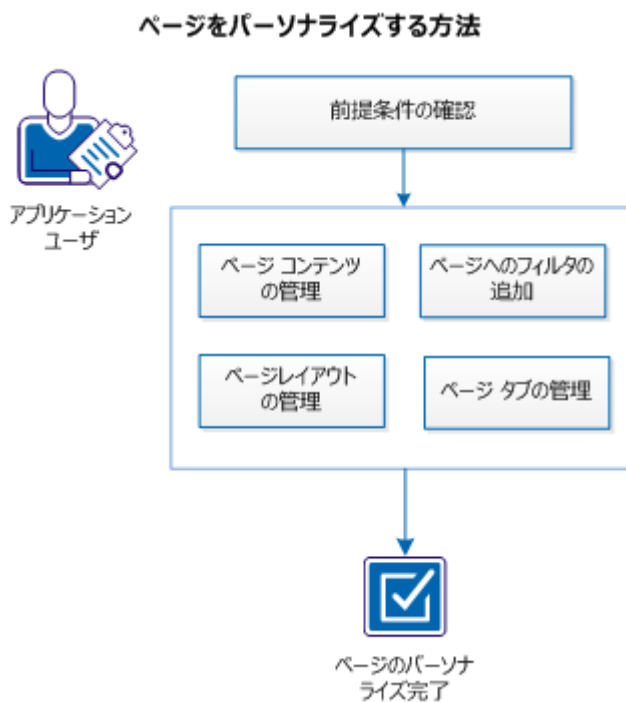 ページをパーソナライズする方法
前提条件の確認
アプリケーション
ユーザ
ページ コンテンツ
の管理
ページへのフィルタの
追加
ページレイアウト
の管理
ページ タブの管理
ページのパーソナ
ライズ完了